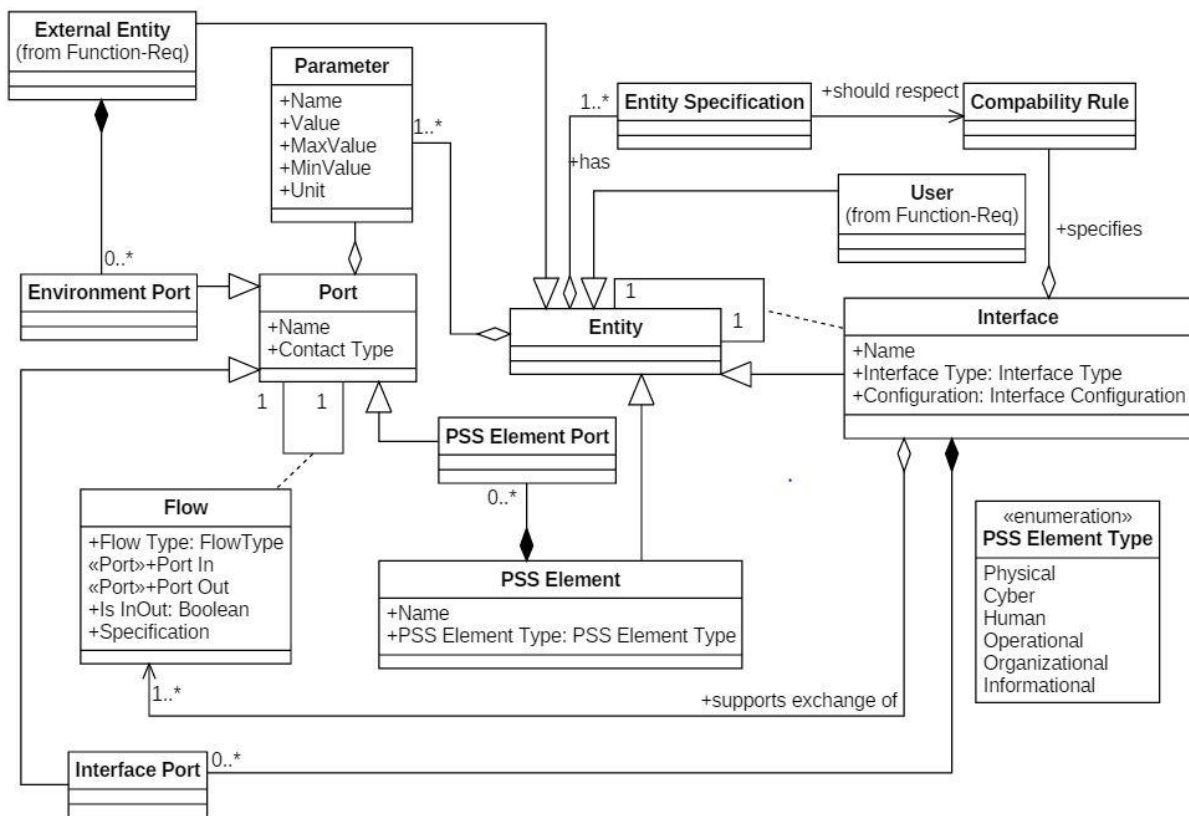 External Entity
(from Function-Req)
Parameter
+Name
+Value
+MaxValue
+MinValue
+Unit
1..*
1..*
Entity Specification
+should respect
Compability Rule
+has
User
(from Function-Req)
+specifies
0..*
Environment Port
Port
+Name
+Contact Type
1
1
Entity
1
1
Interface
+Name
+Interface Type: Interface Type
+Configuration: Interface Configuration
PSS Element Port
0..*
Flow
+Flow Type: FlowType
«Port»+Port In
«Port»+Port Out
+Is InOut: Boolean
+Specification
PSS Element
+Name
+PSS Element Type: PSS Element Type
«enumeration»
PSS Element Type
Physical
Cyber
Human
Operational
Organizational
Informational
1..*
+supports exchange of
Interface Port
0..*